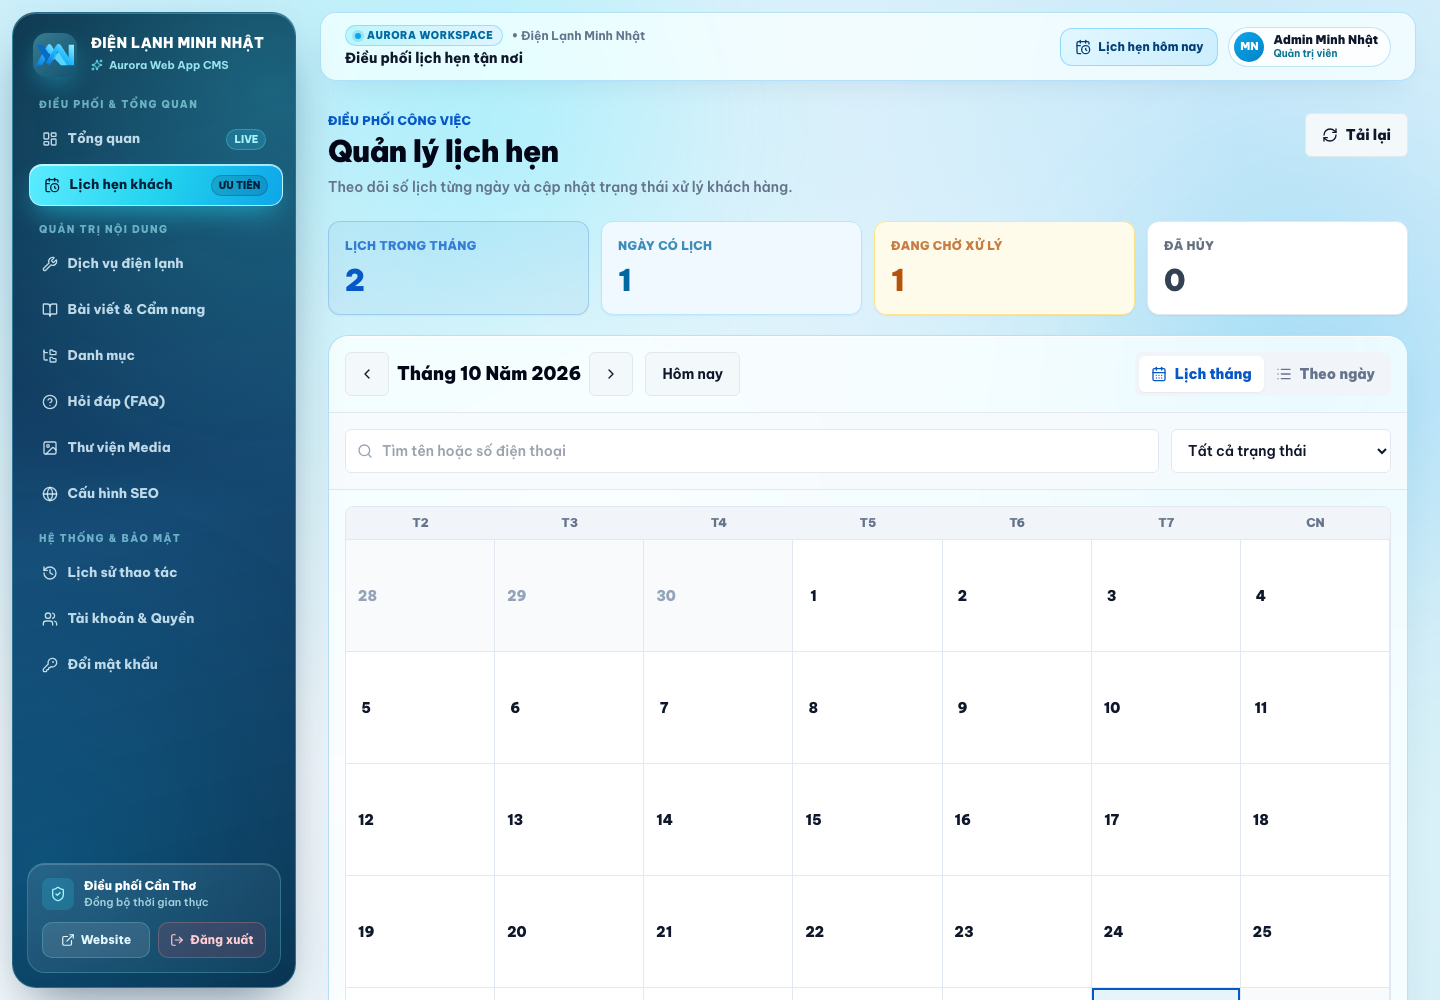 ĐIỆN LẠNH MINH NHẬT
Aurora Web App CMS
ĐIỀU PHỐI & TỔNG QUAN
Tổng quan
LIVE
Lịch hẹn khách
ƯU TIÊN
QUẢN TRỊ NỘI DUNG
Dịch vụ điện lạnh
Bài viết & Cẩm nang
Danh mục
Hỏi đáp (FAQ)
Thư viện Media
Cấu hình SEO
HỆ THỐNG & BẢO MẬT
Lịch sử thao tác
Tài khoản & Quyền
Đổi mật khẩu
Điều phối Cần Thơ
Đồng bộ thời gian thực
Website
Đăng xuất
AURORA WORKSPACE
• Điện Lạnh Minh Nhật
Điều phối lịch hẹn tận nơi
Lịch hẹn hôm nay
MN
Admin Minh Nhật
Quản trị viên
ĐIỀU PHỐI CÔNG VIỆC
Quản lý lịch hẹn
Theo dõi số lịch từng ngày và cập nhật trạng thái xử lý khách hàng.
Tải lại
LỊCH TRONG THÁNG
2
NGÀY CÓ LỊCH
1
ĐANG CHỜ XỬ LÝ
1
ĐÃ HỦY
0
Tháng 10 Năm 2026
Hôm nay
Lịch tháng
Theo ngày
Tìm tên hoặc số điện thoại
Tất cả trạng thái
T2 T3 T4 T5 T6 T7 CN
28 29 30 1 2 3 4
5 6 7 8 9 10 11
12 13 14 15 16 17 18
19 20 21 22 23 24 25